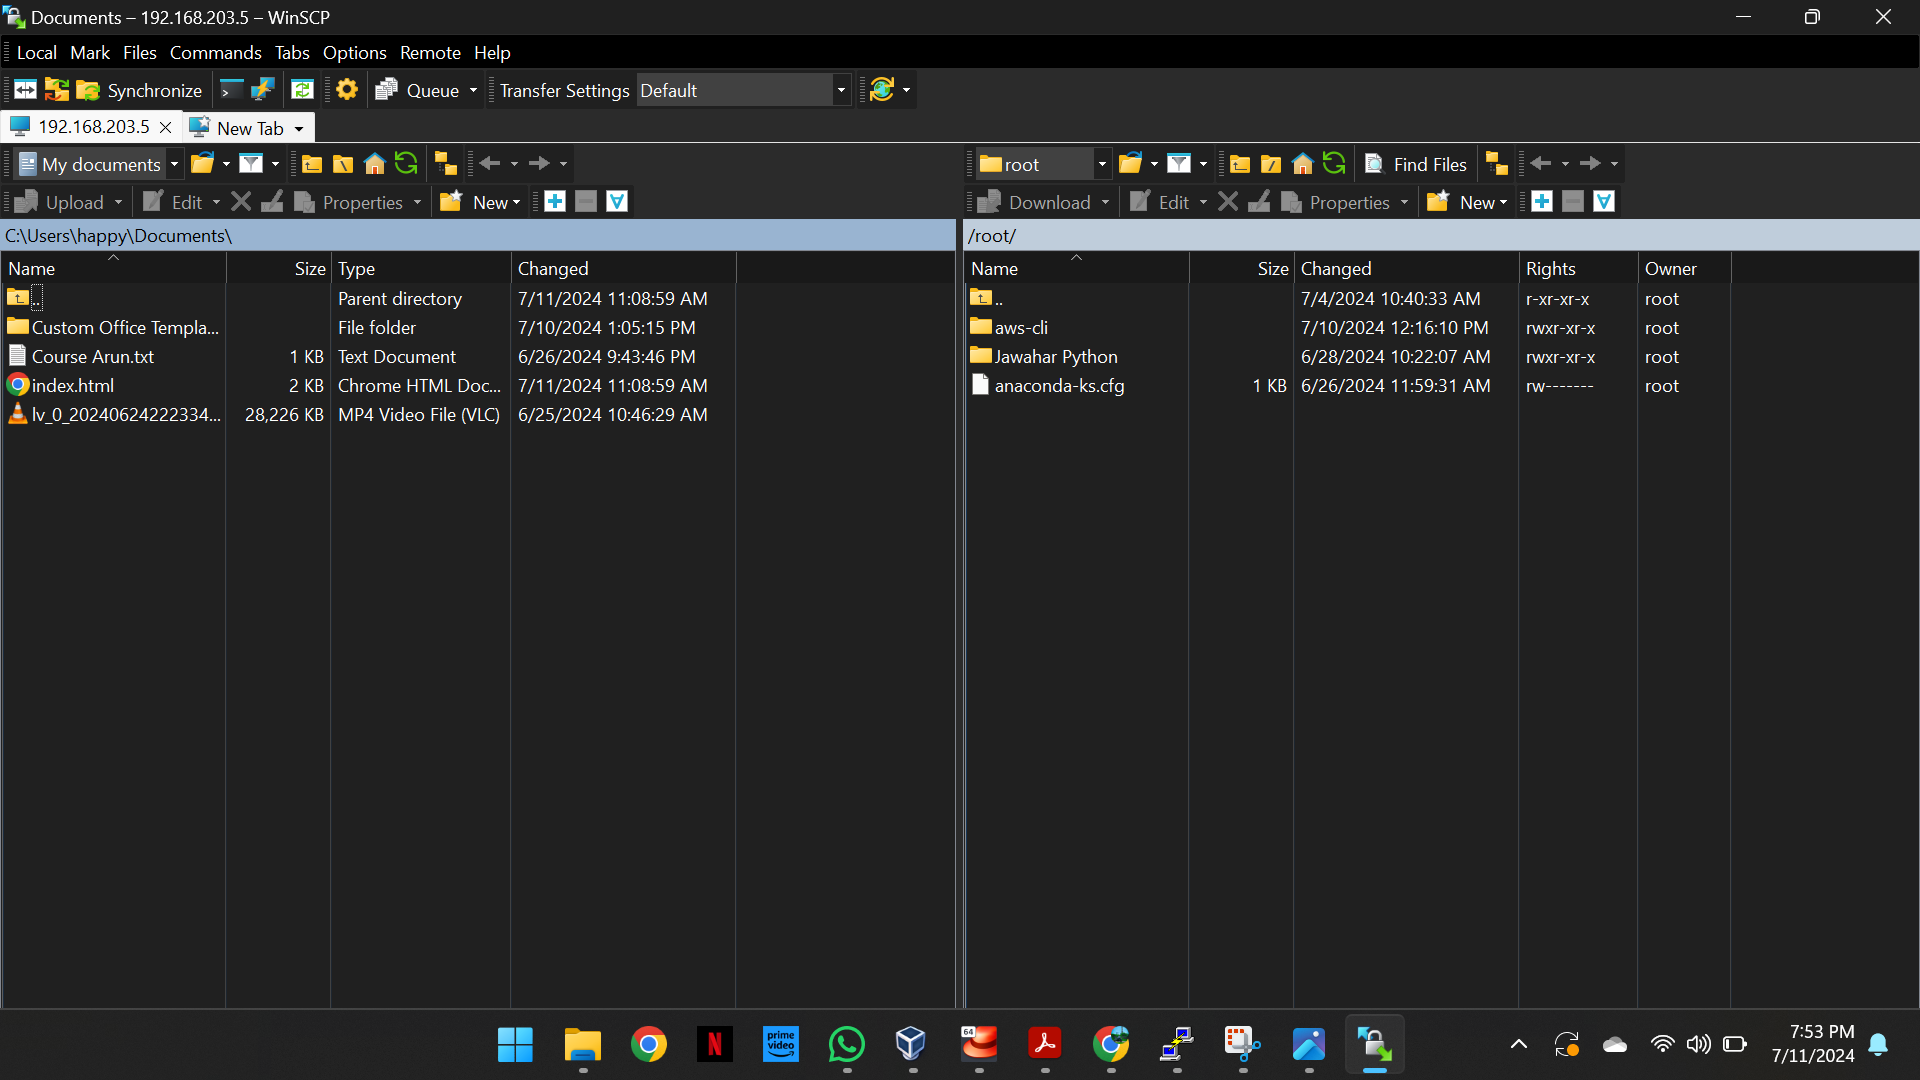 Documents – 192.168.203.5 – WinSCP
Local Mark Files Commands Tabs Options Remote Help
Synchronize Queue Transfer Settings Default
192.168.203.5 New Tab
My documents root Find Files
Upload Edit Properties New Download Edit Properties New
C:\Users\happy\Documents\ /root/
Name Size Type Changed Name Size Changed Rights Owner
.. Parent directory 7/11/2024 11:08:59 AM .. 7/4/2024 10:40:33 AM r-xr-xr-x root
Custom Office Templa... File folder 7/10/2024 1:05:15 PM aws-cli 7/10/2024 12:16:10 PM rwxr-xr-x root
Course Arun.txt 1 KB Text Document 6/26/2024 9:43:46 PM Jawahar Python 6/28/2024 10:22:07 AM rwxr-xr-x root
index.html 2 KB Chrome HTML Doc... 7/11/2024 11:08:59 AM anaconda-ks.cfg 1 KB 6/26/2024 11:59:31 AM rw------- root
lv_0_20240624222334... 28,226 KB MP4 Video File (VLC) 6/25/2024 10:46:29 AM
N prime video 64 7:53 PM
7/11/2024